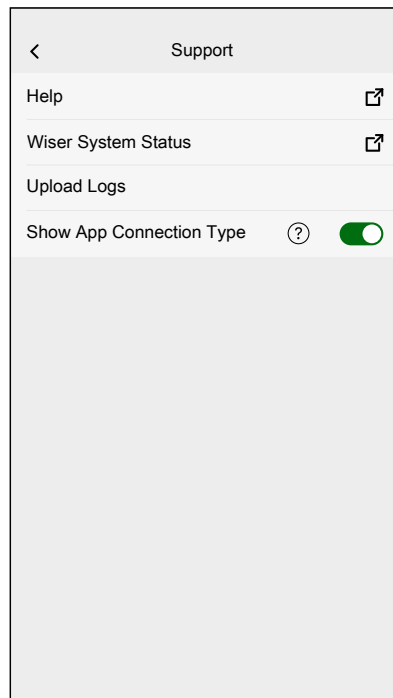 Support
Help
Wiser System Status
Upload Logs
Show App Connection Type ?